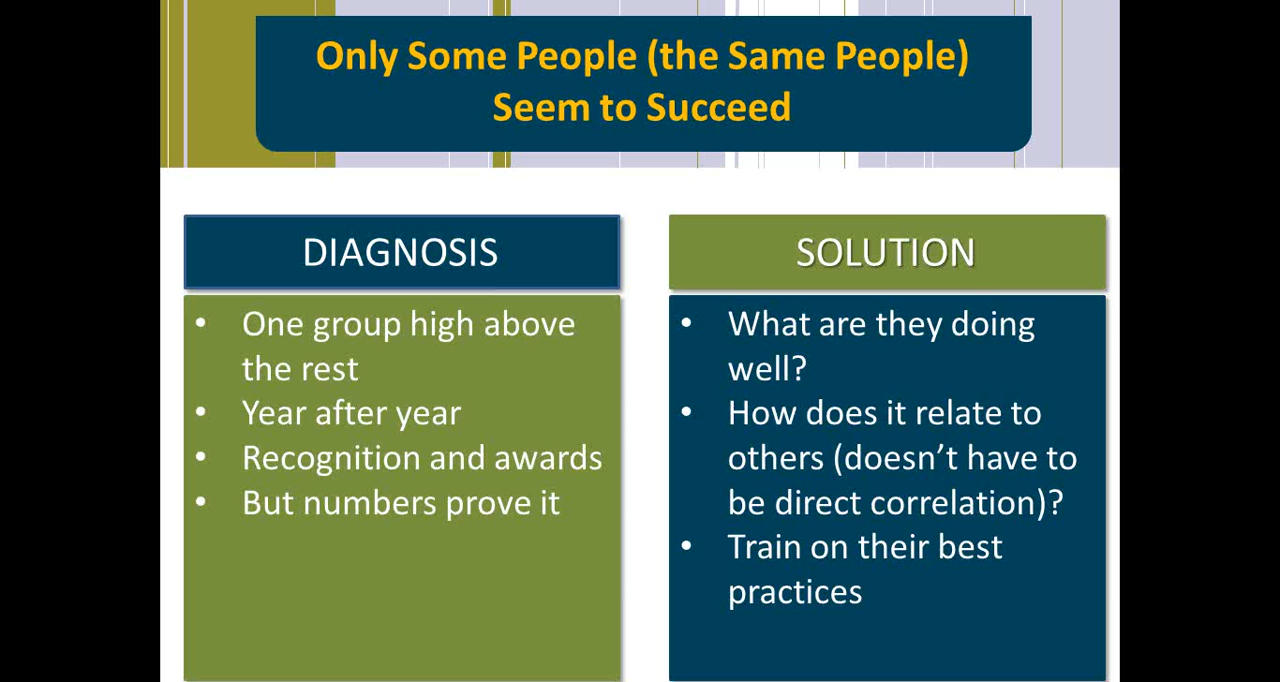 Only Some People (the Same People)
Seem to Succeed
DIAGNOSIS
• One group high above
the rest
• Year after year
• Recognition and awards
• But numbers prove it
SOLUTION
• What are they doing
well?
• How does it relate to
others (doesn’t have to
be direct correlation)?
• Train on their best
practices